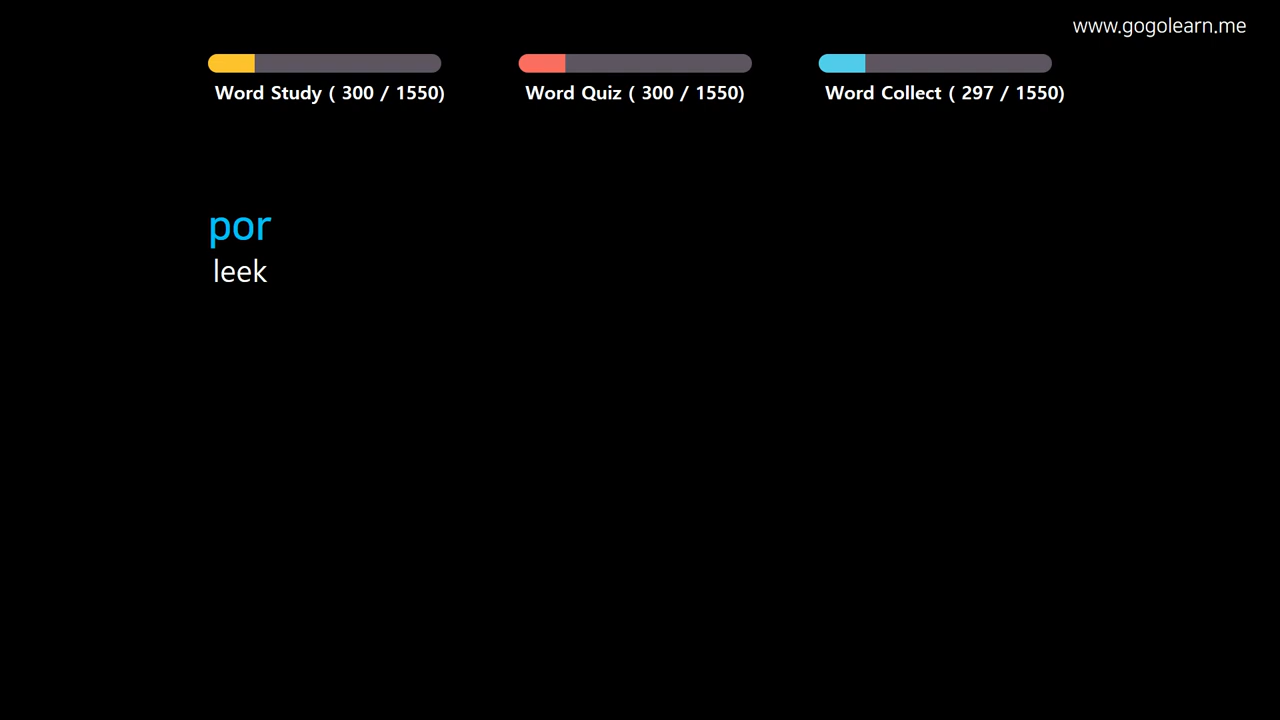 www.gogolearn.me
Word Study ( 300 / 1550)
Word Quiz ( 300 / 1550)
Word Collect ( 297 / 1550)
por
leek